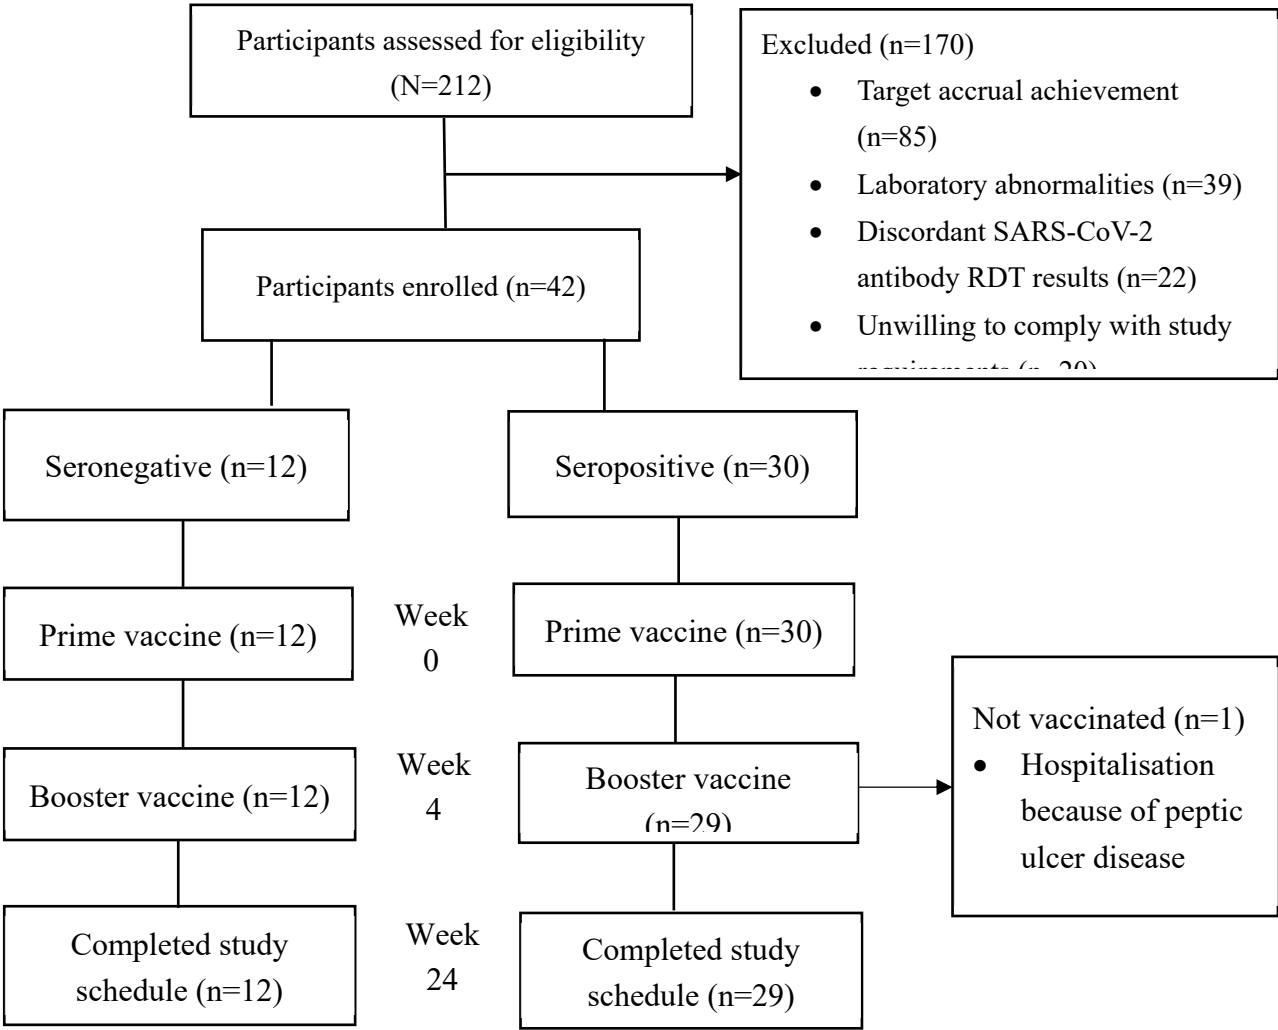 Participants assessed for eligibility
(N=212)
Excluded (n=170)
• Target accrual achievement
(n=85)
• Laboratory abnormalities (n=39)
• Discordant SARS-CoV-2
antibody RDT results (n=22)
• Unwilling to comply with study
requirements (n=20)
Participants enrolled (n=42)
Seronegative (n=12)
Seropositive (n=30)
Prime vaccine (n=12)
Week
0
Prime vaccine (n=30)
Booster vaccine (n=12)
Week
4
Booster vaccine
(n=29)
Not vaccinated (n=1)
• Hospitalisation
because of peptic
ulcer disease
Completed study
schedule (n=12)
Week
24
Completed study
schedule (n=29)